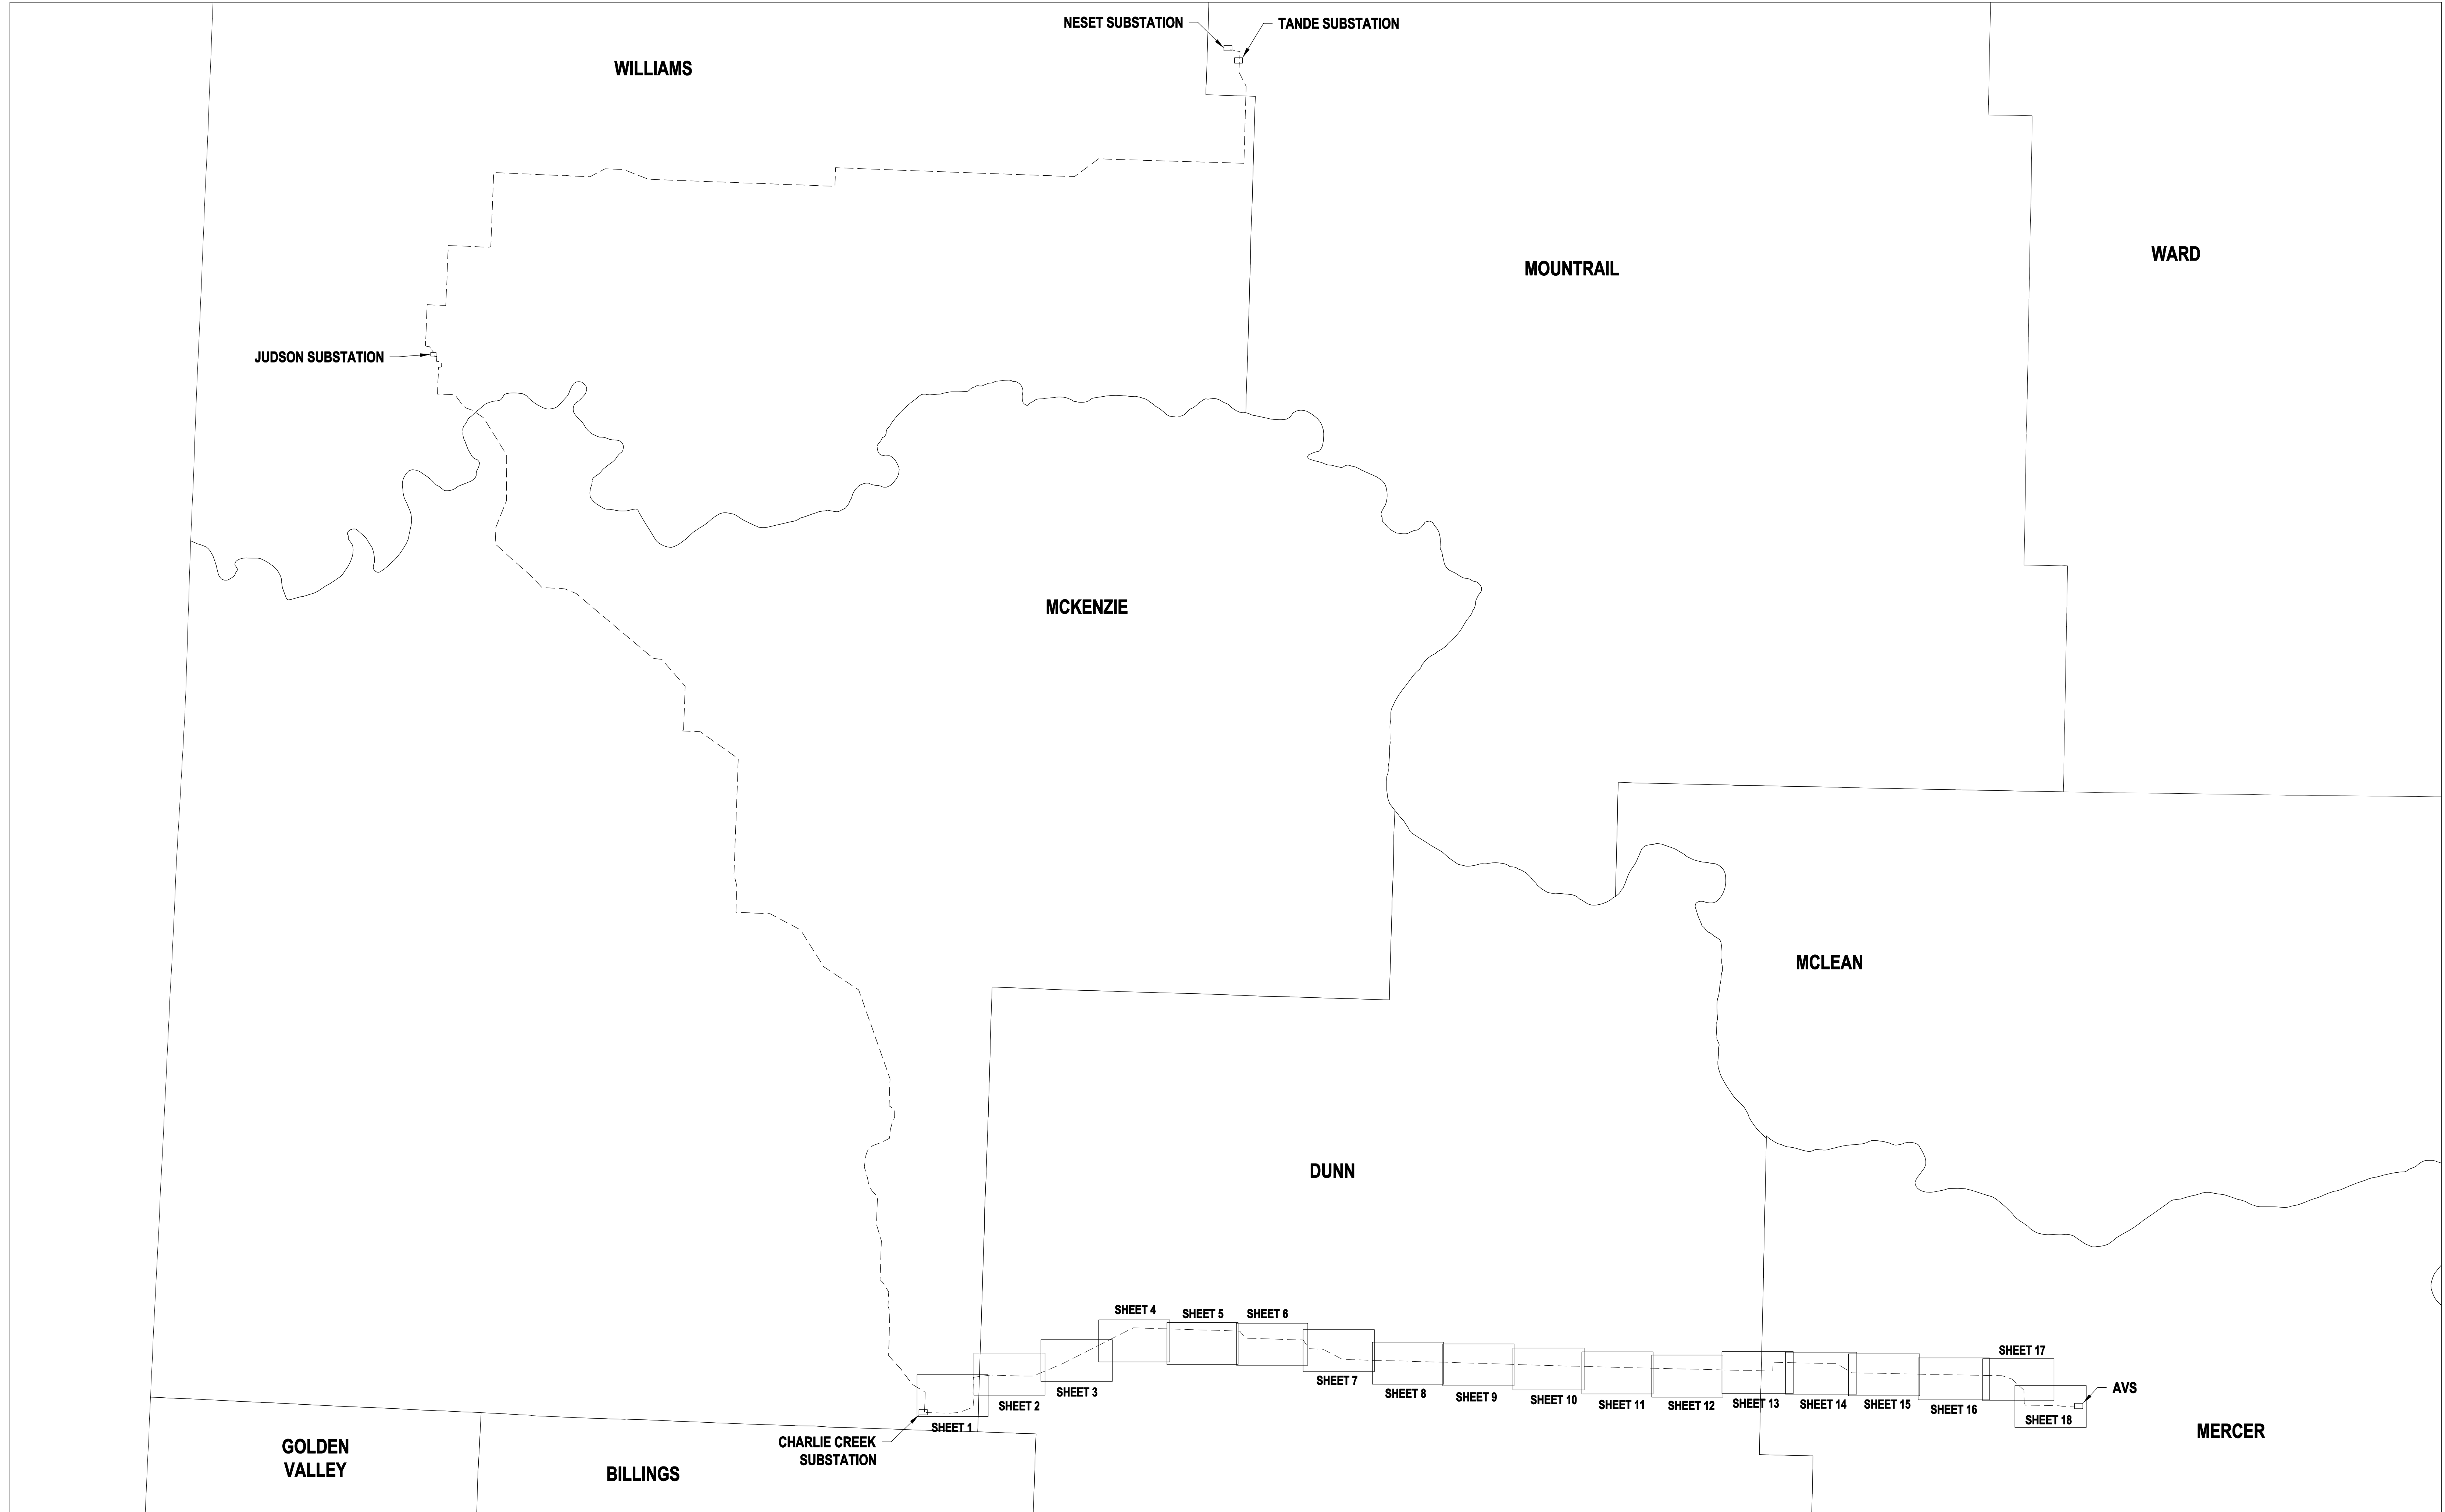 NESET SUBSTATION
TANDE SUBSTATION
WILLIAMS
WARD
MOUNTRAIL
JUDSON SUBSTATION
MCKENZIE
MCLEAN
DUNN
SHEET 4
SHEET 5
SHEET 6
SHEET 17
SHEET 7
SHEET 3
SHEET 2
SHEET 8
SHEET 9
SHEET 10
SHEET 11
SHEET 12
SHEET 13
SHEET 14
SHEET 15
SHEET 16
AVS
SHEET 18
SHEET 1
MERCER
CHARLIE CREEK
SUBSTATION
GOLDEN
VALLEY
BILLINGS